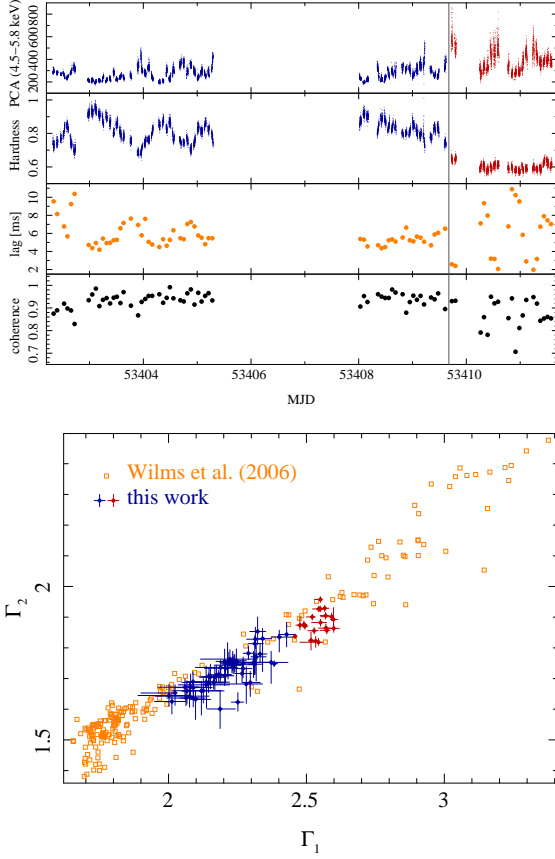 PCA (4.5−5.8 keV)
200 400 600 800
Hardness
0.6 0.8 1
lag [ms]
2 4 6 8 10
coherence
0.7 0.8 0.9 1
53404 53406 53408 53410
MJD
Wilms et al. (2006)
this work
Γ2
1.5 2
2 2.5 3
Γ1